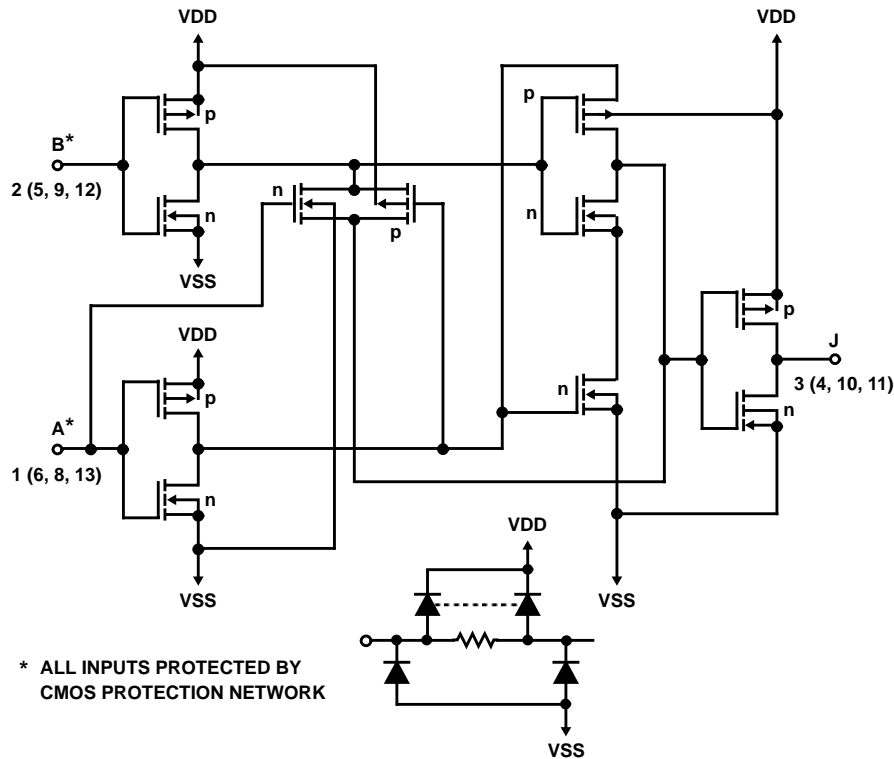 VDD
VDD
p
p
B*
2 (5, 9, 12)
n
n
n
p
VSS
VDD
p
J
3 (4, 10, 11)
p
n
n
A*
1 (6, 8, 13)
n
VDD
VSS
VSS
* ALL INPUTS PROTECTED BY
CMOS PROTECTION NETWORK
VSS